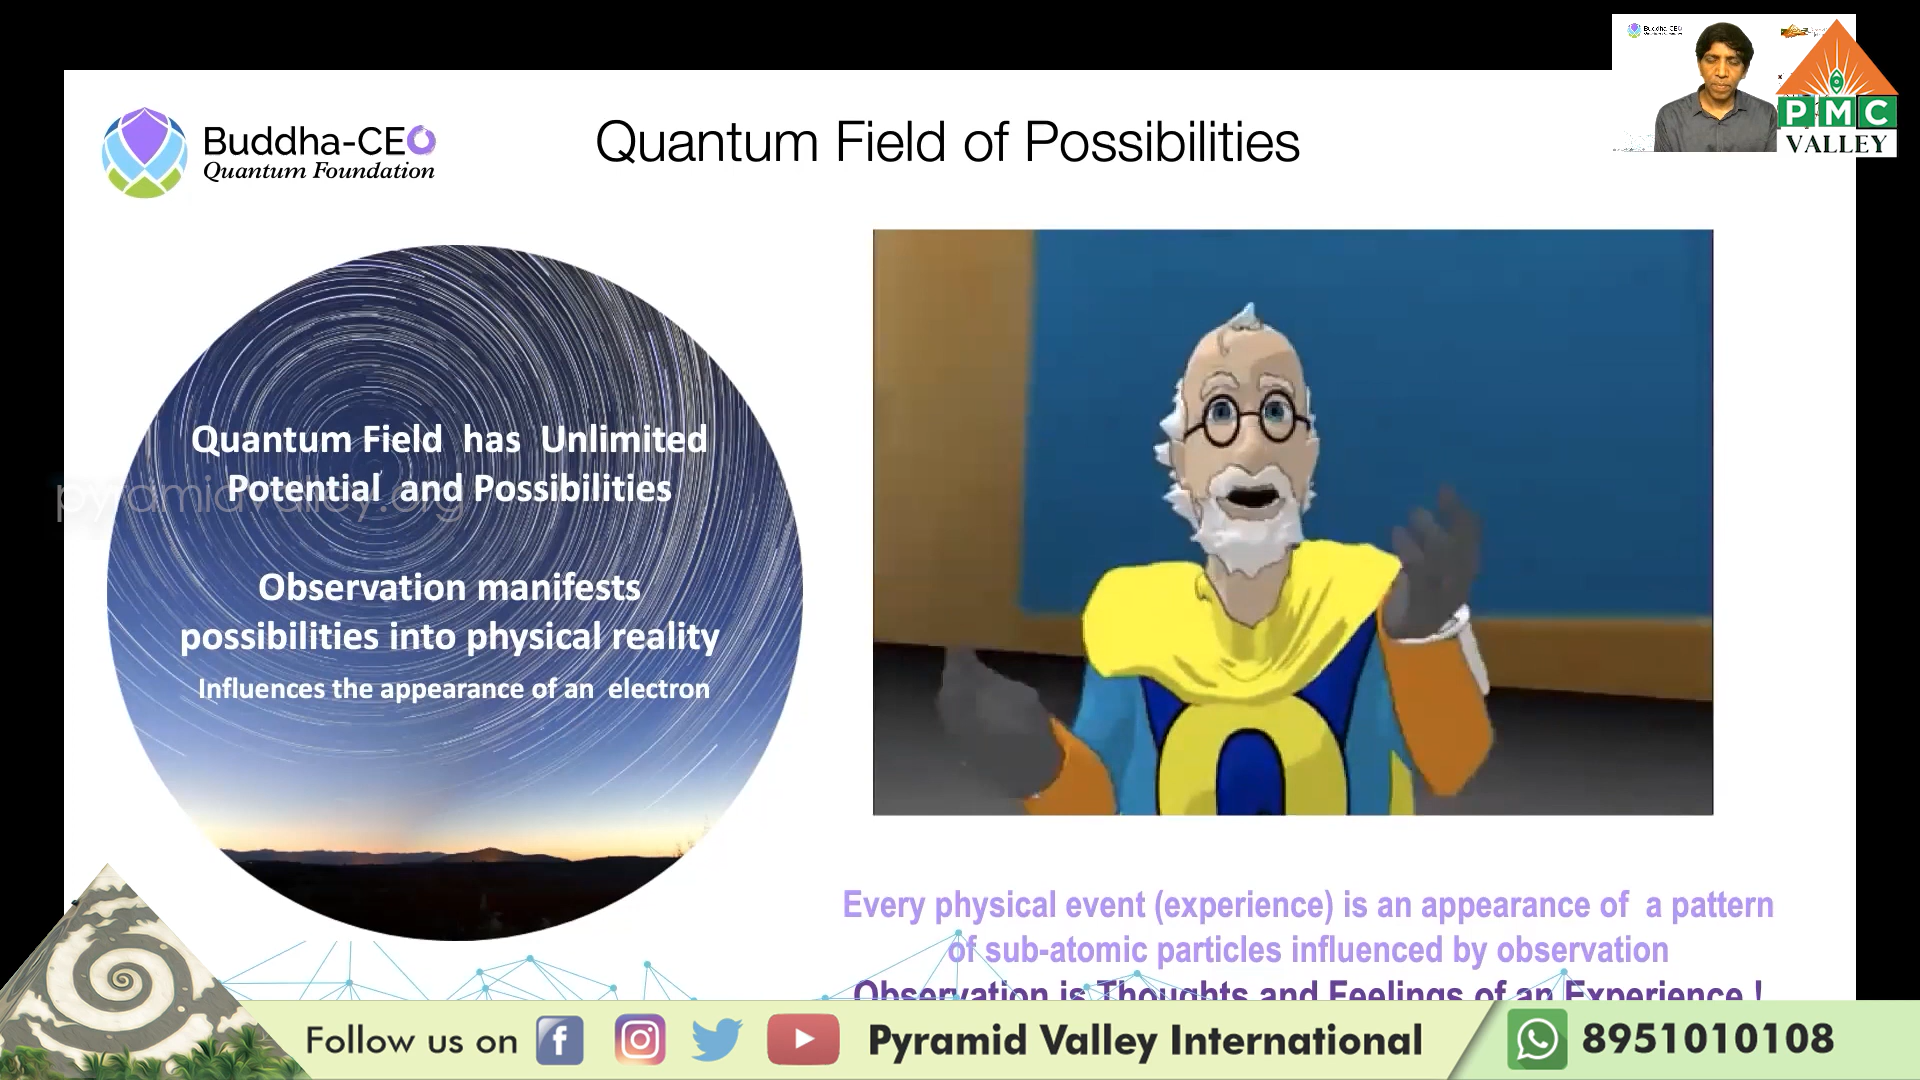 Buddha-CEO
Quantum Foundation
Quantum Field of Possibilities
Buddha-CEO
PMC
VALLEY
Quantum Field has Unlimited
Potential and Possibilities
pyramidvalley.org
Observation manifests
possibilities into physical reality
Influences the appearance of an electron
Every physical event (experience) is an appearance of a pattern
of sub-atomic particles influenced by observation
Observation is Thoughts and Feelings of an Experience !
Follow us on
Pyramid Valley International
8951010108